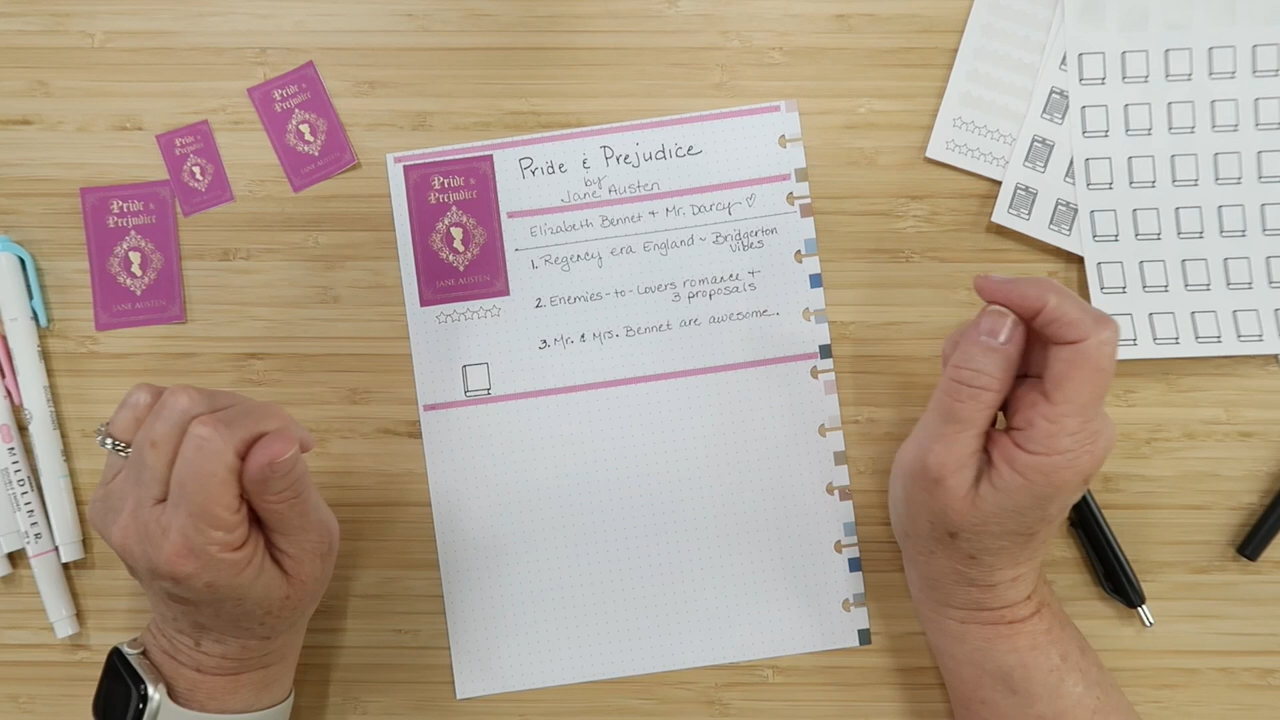 Pride &
Prejudice
JANE AUSTEN
Pride &
Prejudice
JANE AUSTEN
Pride &
Prejudice
JANE AUSTEN
Pride &
Prejudice
JANE AUSTEN
Pride & Prejudice
by
Jane Austen
Elizabeth Bennet + Mr. Darcy ♡
1. Regency era England ~ Bridgerton
vibes
2. Enemies-to-Lovers romance +
3 proposals
3. Mr. & Mrs. Bennet are awesome.
MILDLINER